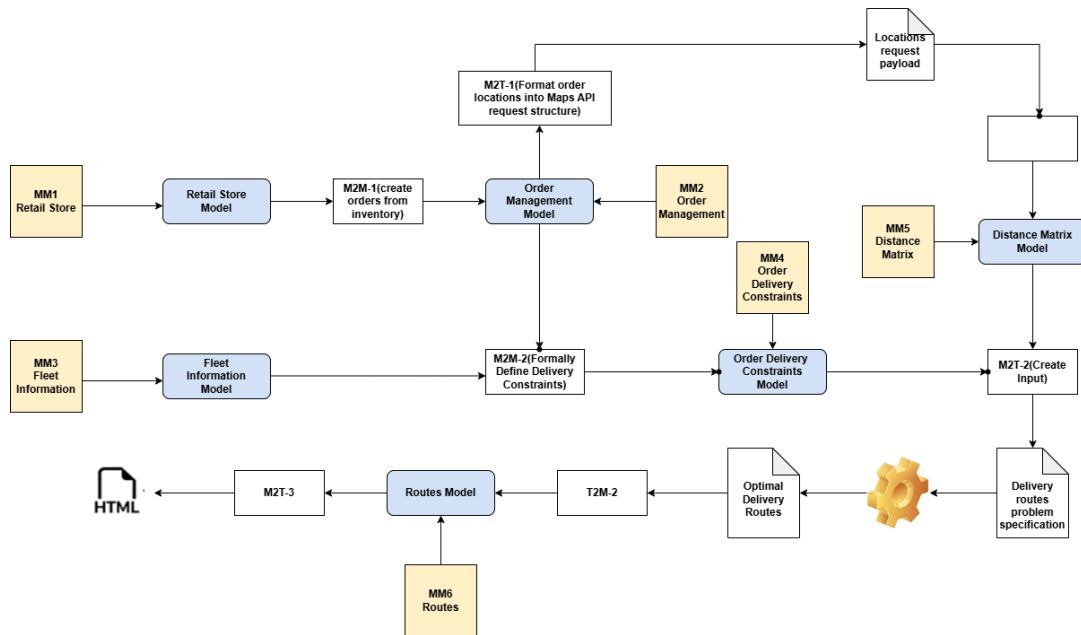 Locations
request
payload
M2T-1(Format order
locations into Maps API
request structure)
MM1
Retail Store
Retail Store
Model
M2M-1(create
orders from
inventory)
Order
Management
Model
MM2
Order
Management
MM5
Distance
Matrix
Distance Matrix
Model
MM4
Order
Delivery
Constraints
MM3
Fleet
Information
Fleet
Information
Model
M2M-2(Formally
Define Delivery
Constraints)
Order Delivery
Constraints
Model
M2T-2(Create
Input)
HTML
M2T-3
Routes Model
T2M-2
Optimal
Delivery
Routes
Delivery
routes
problem
specification
MM6
Routes